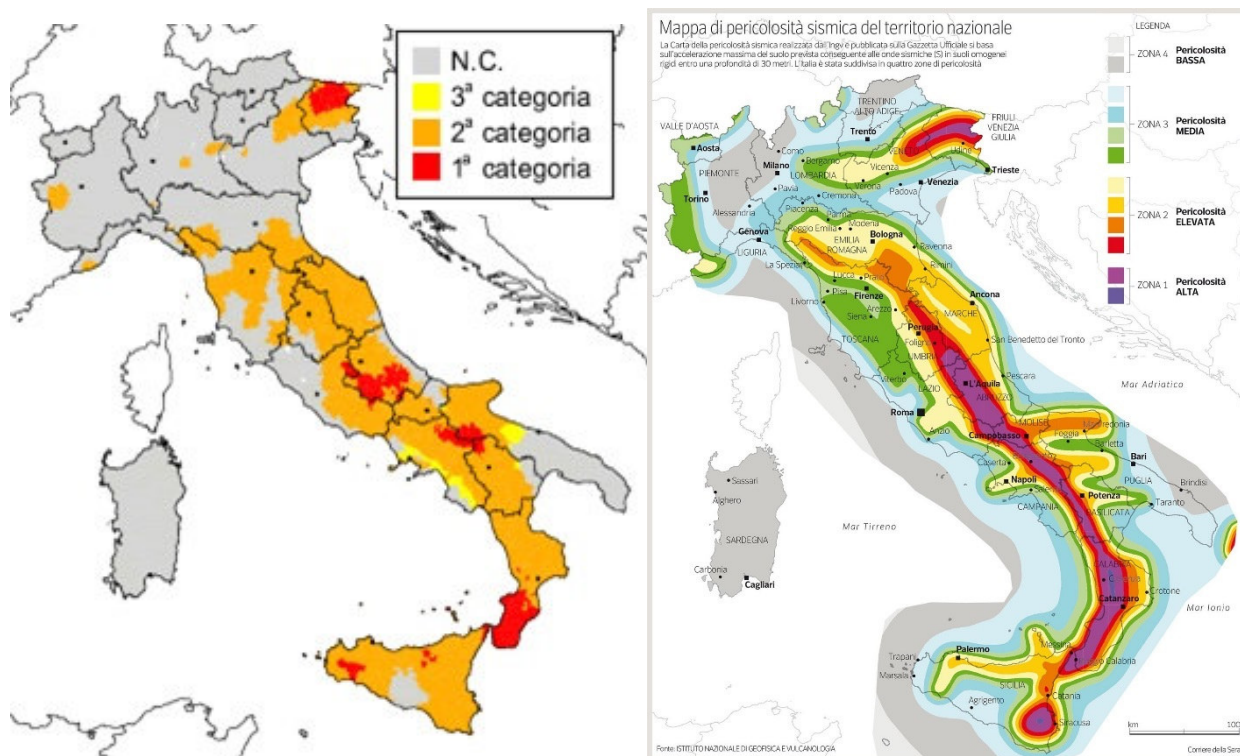 N.C.
3ª categoria
2ª categoria
1ª categoria
Mappa di pericolosità sismica del territorio nazionale
La Carta della pericolosità sismica realizzata dall'Ingv e pubblicata sulla Gazzetta Ufficiale si basa
sull'accelerazione massima del suolo prevista conseguente alle onde sismiche (S) in suoli omogenei
rigidi entro una profondità di 30 metri. L'Italia è stata suddivisa in quattro zone di pericolosità
LEGENDA
ZONA 4
Pericolosità
BASSA
ZONA 3
Pericolosità
MEDIA
ZONA 2
Pericolosità
ELEVATA
ZONA 1
Pericolosità
ALTA
TRENTINO
ALTO ADIGE
VALLE D'AOSTA
Aosta
Trento
FRIULI
VENEZIA
GIULIA
Udine
Como
Bergamo
Milano
LOMBARDIA
Vicenza
Trieste
PIEMONTE
Verona
Venezia
Torino
Pavia
Cremona
Padova
Alessandria
Piacenza
Parma
Modena
Genova
Reggio Emilia
Bologna
LIGURIA
EMILIA
ROMAGNA
Ravenna
La Spezia
Rimini
Lucca
Pisa
Firenze
Livorno
Arezzo
Ancona
Siena
MARCHE
Perugia
TOSCANA
Foligno
San Benedetto del Tronto
Viterbo
Pescara
LAZIO
L'Aquila
Mar Adriatico
Roma
Anzio
MOLISE
Campobasso
Foggia
Manfredonia
Barletta
Caserta
Bari
Napoli
PUGLIA
Brindisi
Potenza
CAMPANIA
BASILICATA
Taranto
Sassari
Alghero
Mar Tirreno
SARDEGNA
Carbonia
Cagliari
CALABRIA
Crotone
Catanzaro
Mar Ionio
Messina
Reggio Calabria
Trapani
Palermo
Marsala
SICILIA
Catania
Agrigento
Siracusa
km
Fonte: ISTITUTO NAZIONALE DI GEOFISICA E VULCANOLOGIA